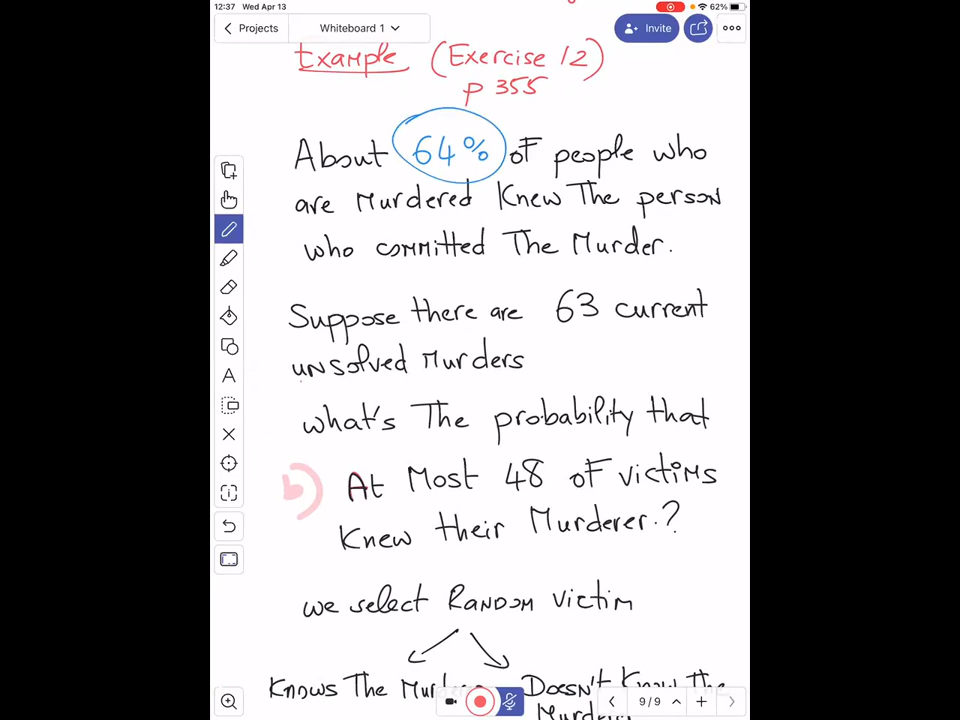 12:37 Wed Apr 13
62%
Projects
Whiteboard 1
Invite
Example (Exercise 12)
p 355
About 64% of people who
are Murdered Knew The person
who committed The Murder.
Suppose there are 63 current
unsolved Murders
what's The probability that
b) At Most 48 of victims
Knew their Murderer.?
we select Random victim
Knows The Doesn't Know The
A
9/9